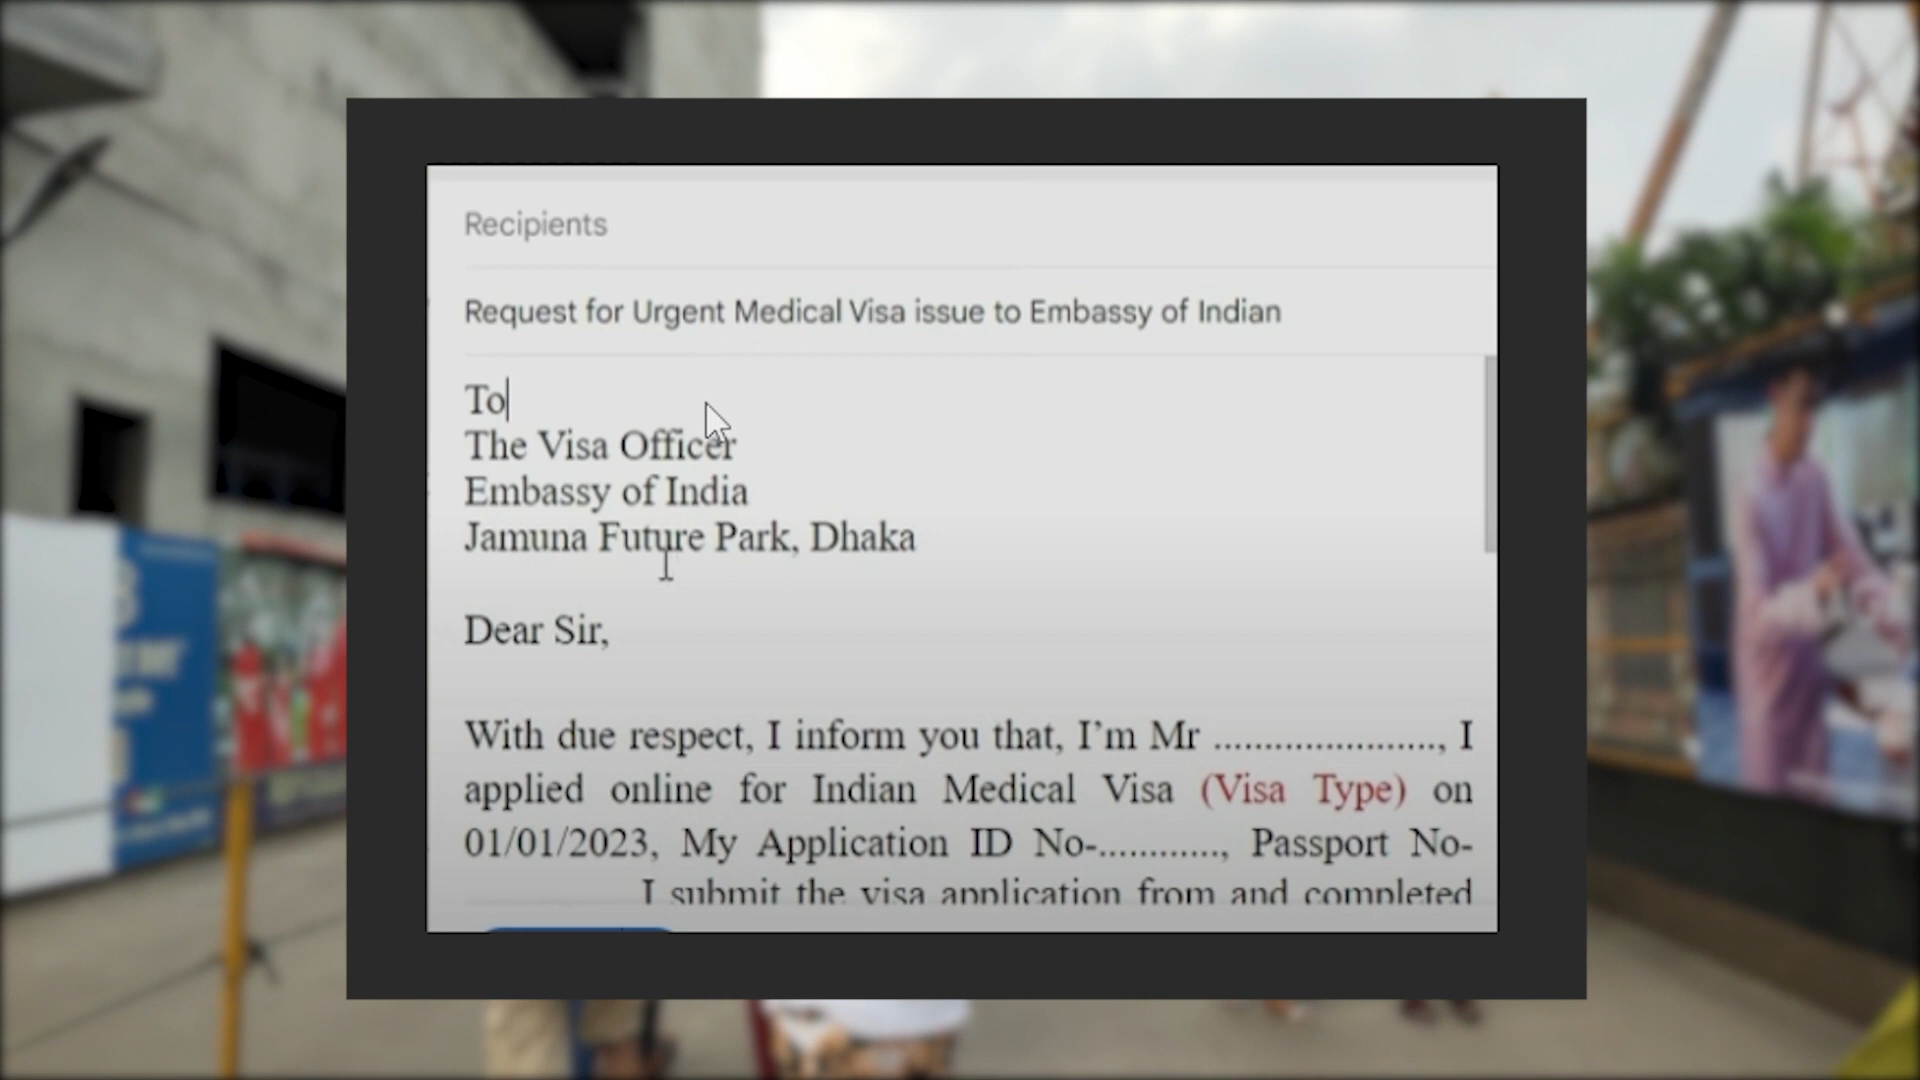 Recipients
Request for Urgent Medical Visa issue to Embassy of Indian
To
The Visa Officer
Embassy of India
Jamuna Future Park, Dhaka
Dear Sir,
With due respect, I inform you that, I'm Mr ......................, I
applied online for Indian Medical Visa (Visa Type) on
01/01/2023, My Application ID No-............, Passport No-
I submit the visa application from and completed